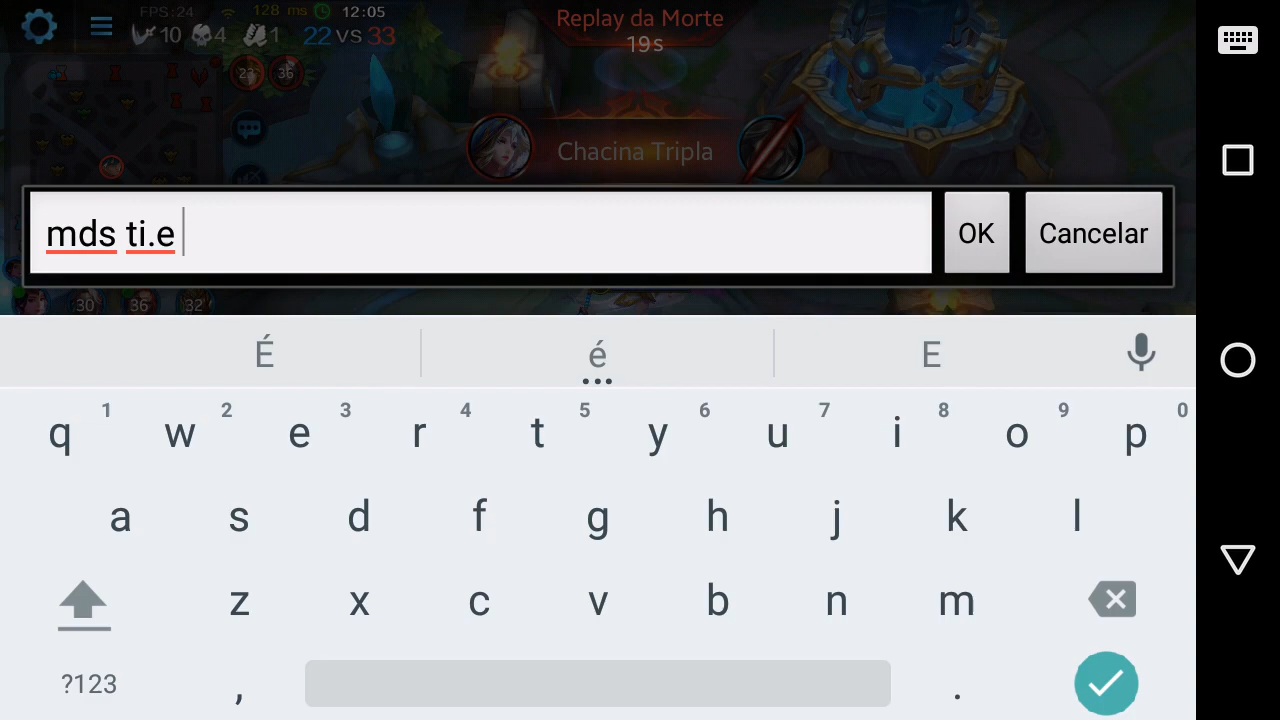 FPS:24 128 ms 12:05
10 4 1 22 vs 33
Replay da Morte
19s
23 36
Chacina Tripla
mds ti.e
OK
Cancelar
30 36 32
É é E
1 2 3 4 5 6 7 8 9 0
q w e r t y u i o p
a s d f g h j k l
z x c v b n m
?123 , .